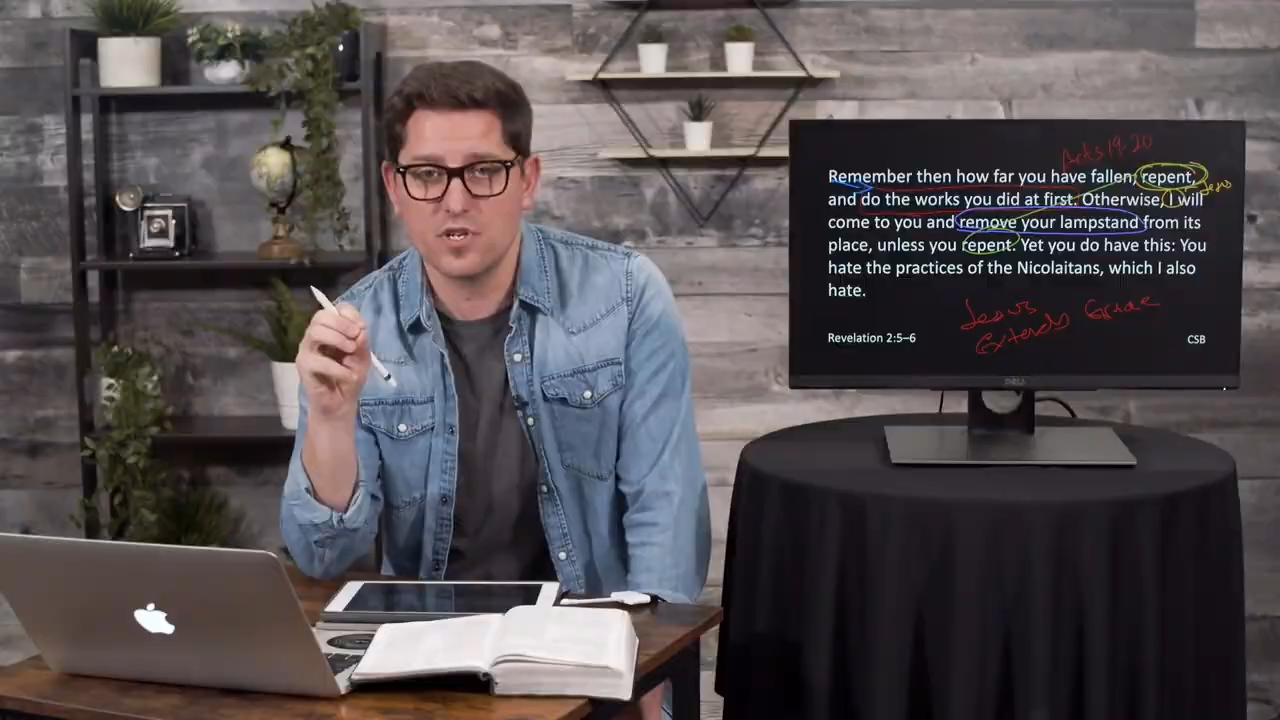 Acts 19-20
Remember then how far you have fallen; repent,
and do the works you did at first. Otherwise, I will
Jesus
come to you and remove your lampstand from its
place, unless you repent. Yet you do have this: You
hate the practices of the Nicolaitans, which I also
hate.
Jesus
Extends Grace
Revelation 2:5–6
CSB
DELL